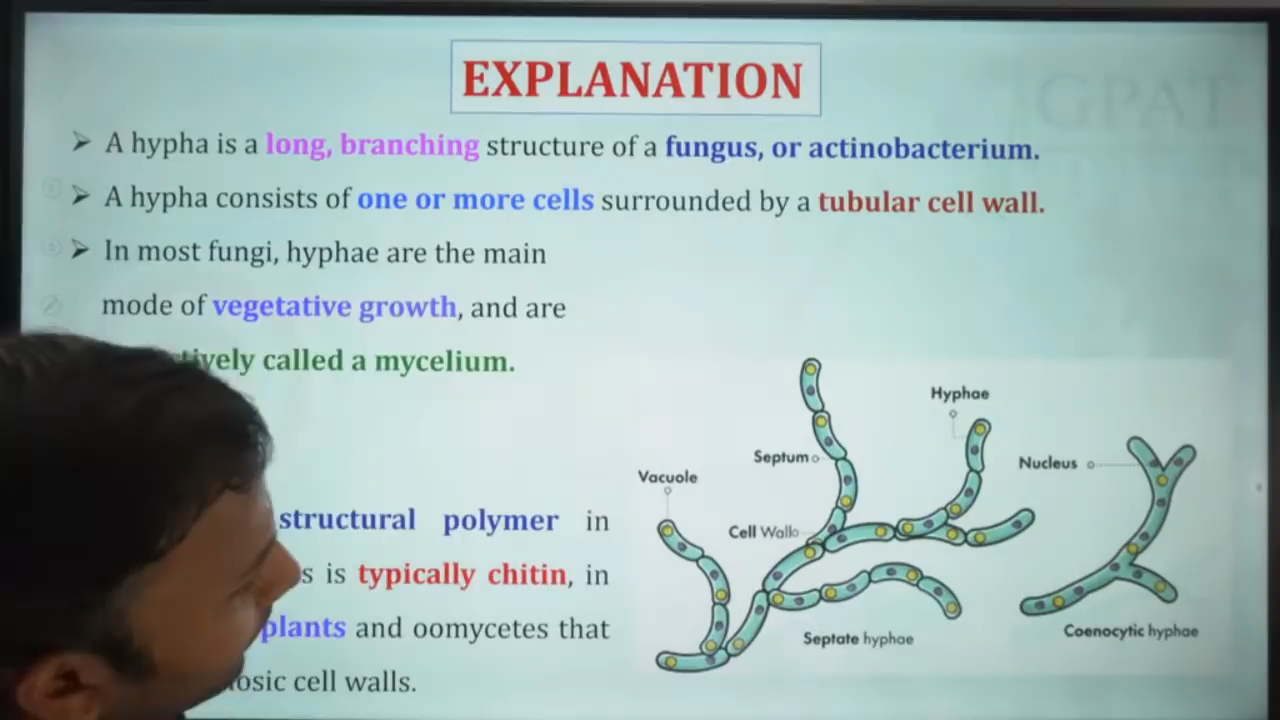 EXPLANATION
GPAT
➢ A hypha is a long, branching structure of a fungus, or actinobacterium.
➢ A hypha consists of one or more cells surrounded by a tubular cell wall.
➢ In most fungi, hyphae are the main
mode of vegetative growth, and are
called a mycelium.
structural polymer in
is typically chitin, in
plants and oomycetes that
cell walls.
Hyphae
Septum
Nucleus
Vacuole
Cell Wall
Septate hyphae
Coenocytic hyphae